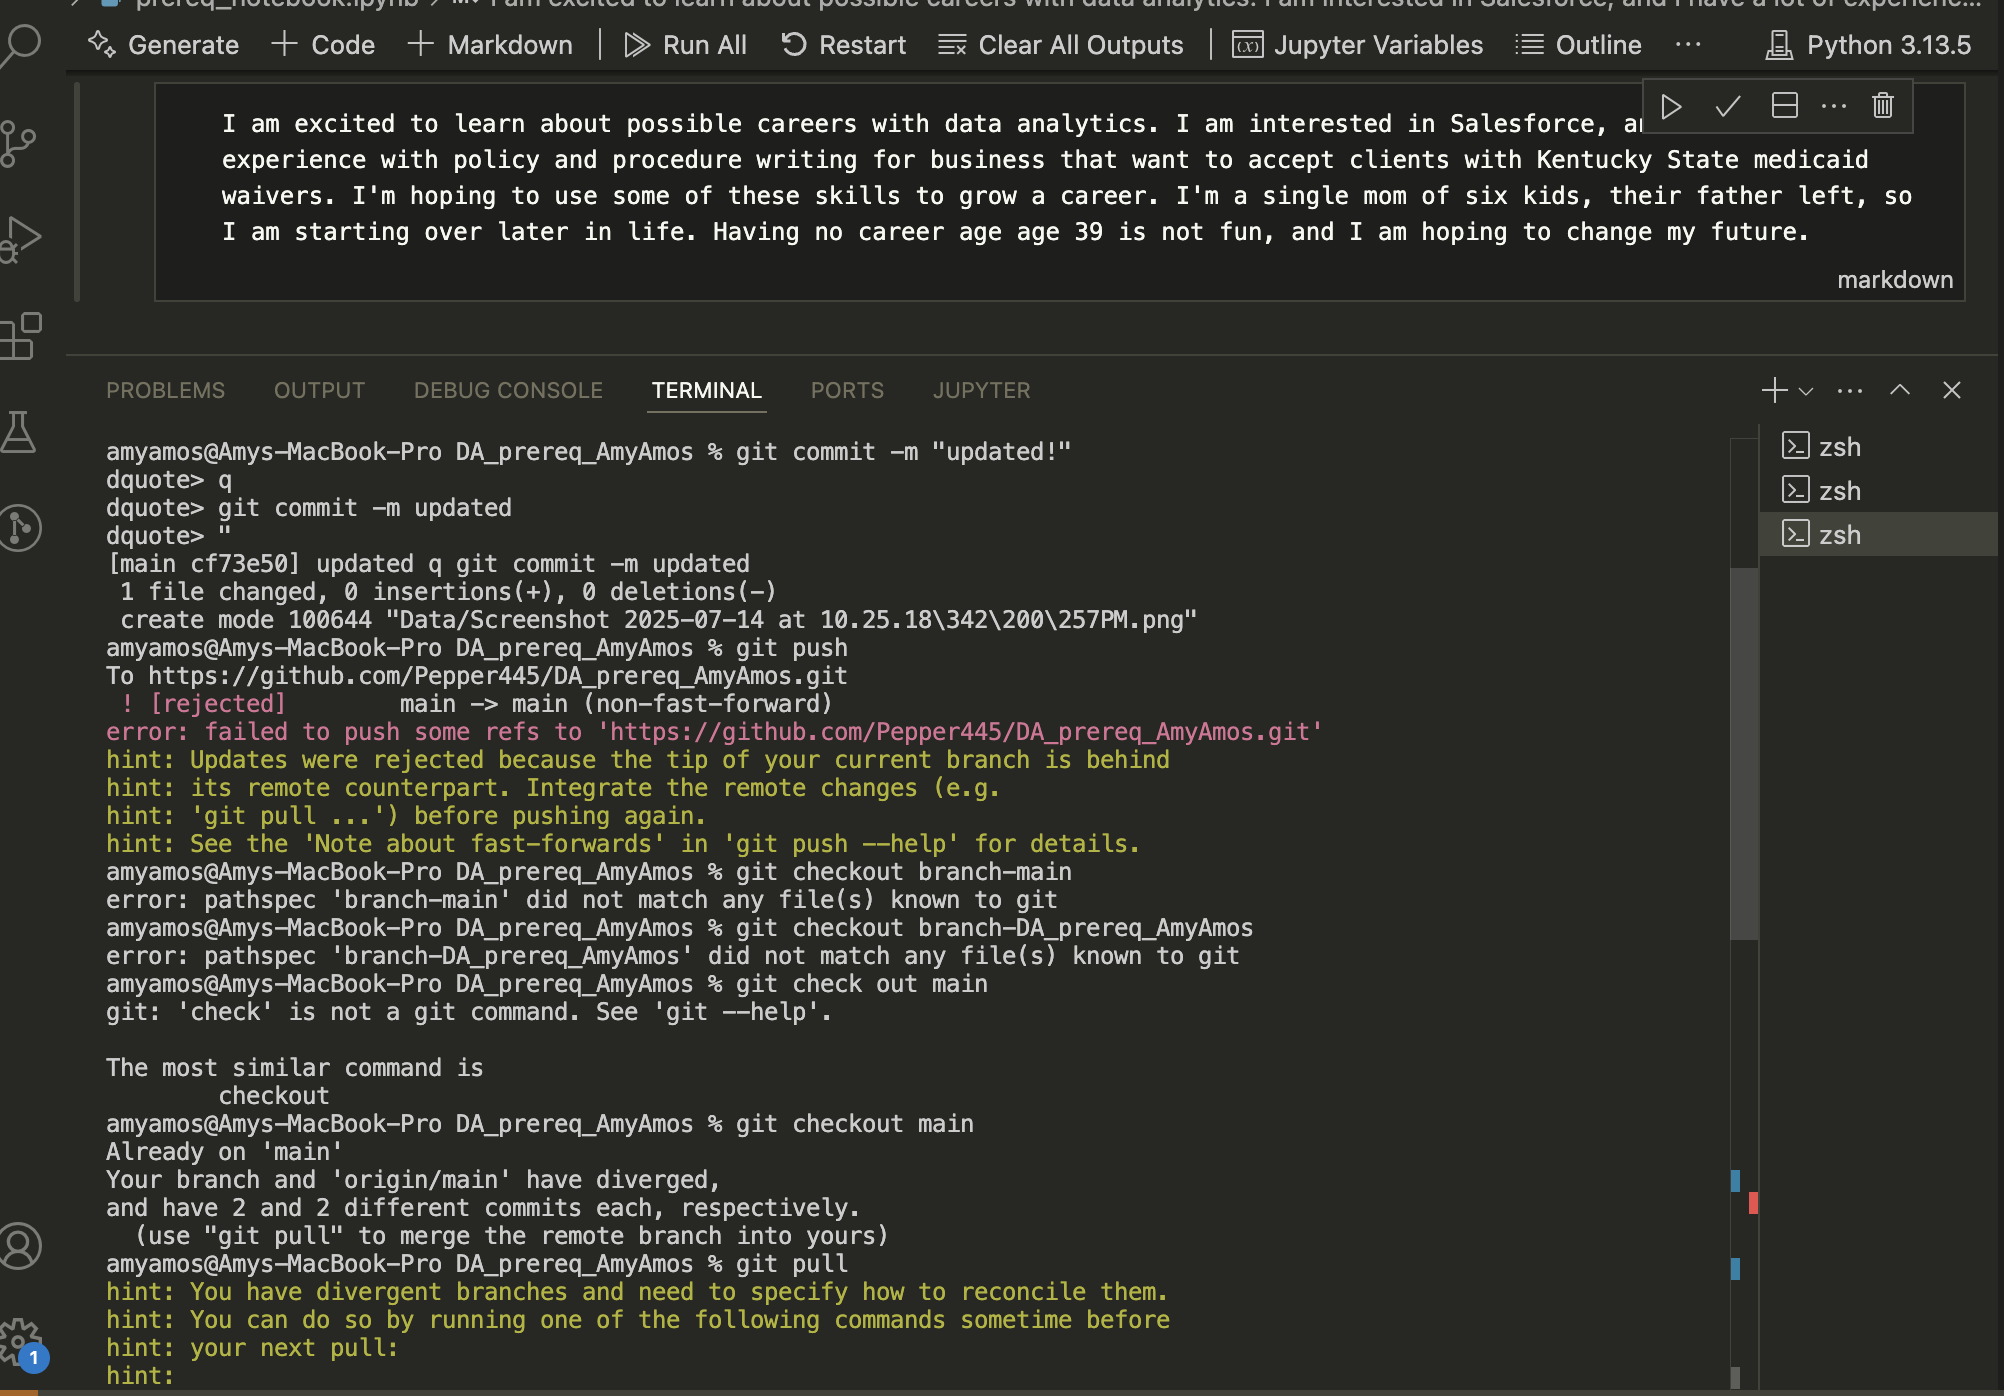 prereq_notebook.ipynb > M↓ I am excited to learn about possible careers with data analytics. I am interested in Salesforce, and I have a lot of experienc...
Generate + Code + Markdown Run All Restart Clear All Outputs Jupyter Variables Outline ... Python 3.13.5
I am excited to learn about possible careers with data analytics. I am interested in Salesforce,
experience with policy and procedure writing for business that want to accept clients with Kentucky State medicaid
waivers. I'm hoping to use some of these skills to grow a career. I'm a single mom of six kids, their father left, so
I am starting over later in life. Having no career age age 39 is not fun, and I am hoping to change my future.
markdown
PROBLEMS OUTPUT DEBUG CONSOLE TERMINAL PORTS JUPYTER
amyamos@Amys-MacBook-Pro DA_prereq_AmyAmos % git commit -m "updated!"
dquote> q
dquote> git commit -m updated
dquote> "
[main cf73e50] updated q git commit -m updated
1 file changed, 0 insertions(+), 0 deletions(-)
create mode 100644 "Data/Screenshot 2025-07-14 at 10.25.18\342\200\257PM.png"
amyamos@Amys-MacBook-Pro DA_prereq_AmyAmos % git push
To https://github.com/Pepper445/DA_prereq_AmyAmos.git
! [rejected] main -> main (non-fast-forward)
error: failed to push some refs to 'https://github.com/Pepper445/DA_prereq_AmyAmos.git'
hint: Updates were rejected because the tip of your current branch is behind
hint: its remote counterpart. Integrate the remote changes (e.g.
hint: 'git pull ...') before pushing again.
hint: See the 'Note about fast-forwards' in 'git push --help' for details.
amyamos@Amys-MacBook-Pro DA_prereq_AmyAmos % git checkout branch-main
error: pathspec 'branch-main' did not match any file(s) known to git
amyamos@Amys-MacBook-Pro DA_prereq_AmyAmos % git checkout branch-DA_prereq_AmyAmos
error: pathspec 'branch-DA_prereq_AmyAmos' did not match any file(s) known to git
amyamos@Amys-MacBook-Pro DA_prereq_AmyAmos % git check out main
git: 'check' is not a git command. See 'git --help'.
The most similar command is
checkout
amyamos@Amys-MacBook-Pro DA_prereq_AmyAmos % git checkout main
Already on 'main'
Your branch and 'origin/main' have diverged,
and have 2 and 2 different commits each, respectively.
(use "git pull" to merge the remote branch into yours)
amyamos@Amys-MacBook-Pro DA_prereq_AmyAmos % git pull
hint: You have divergent branches and need to specify how to reconcile them.
hint: You can do so by running one of the following commands sometime before
hint: your next pull:
hint:
zsh
zsh
zsh
1